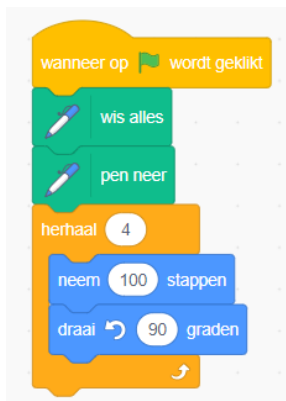 wanneer op wordt geklikt
wis alles
pen neer
herhaal 4
neem 100 stappen
draai 90 graden